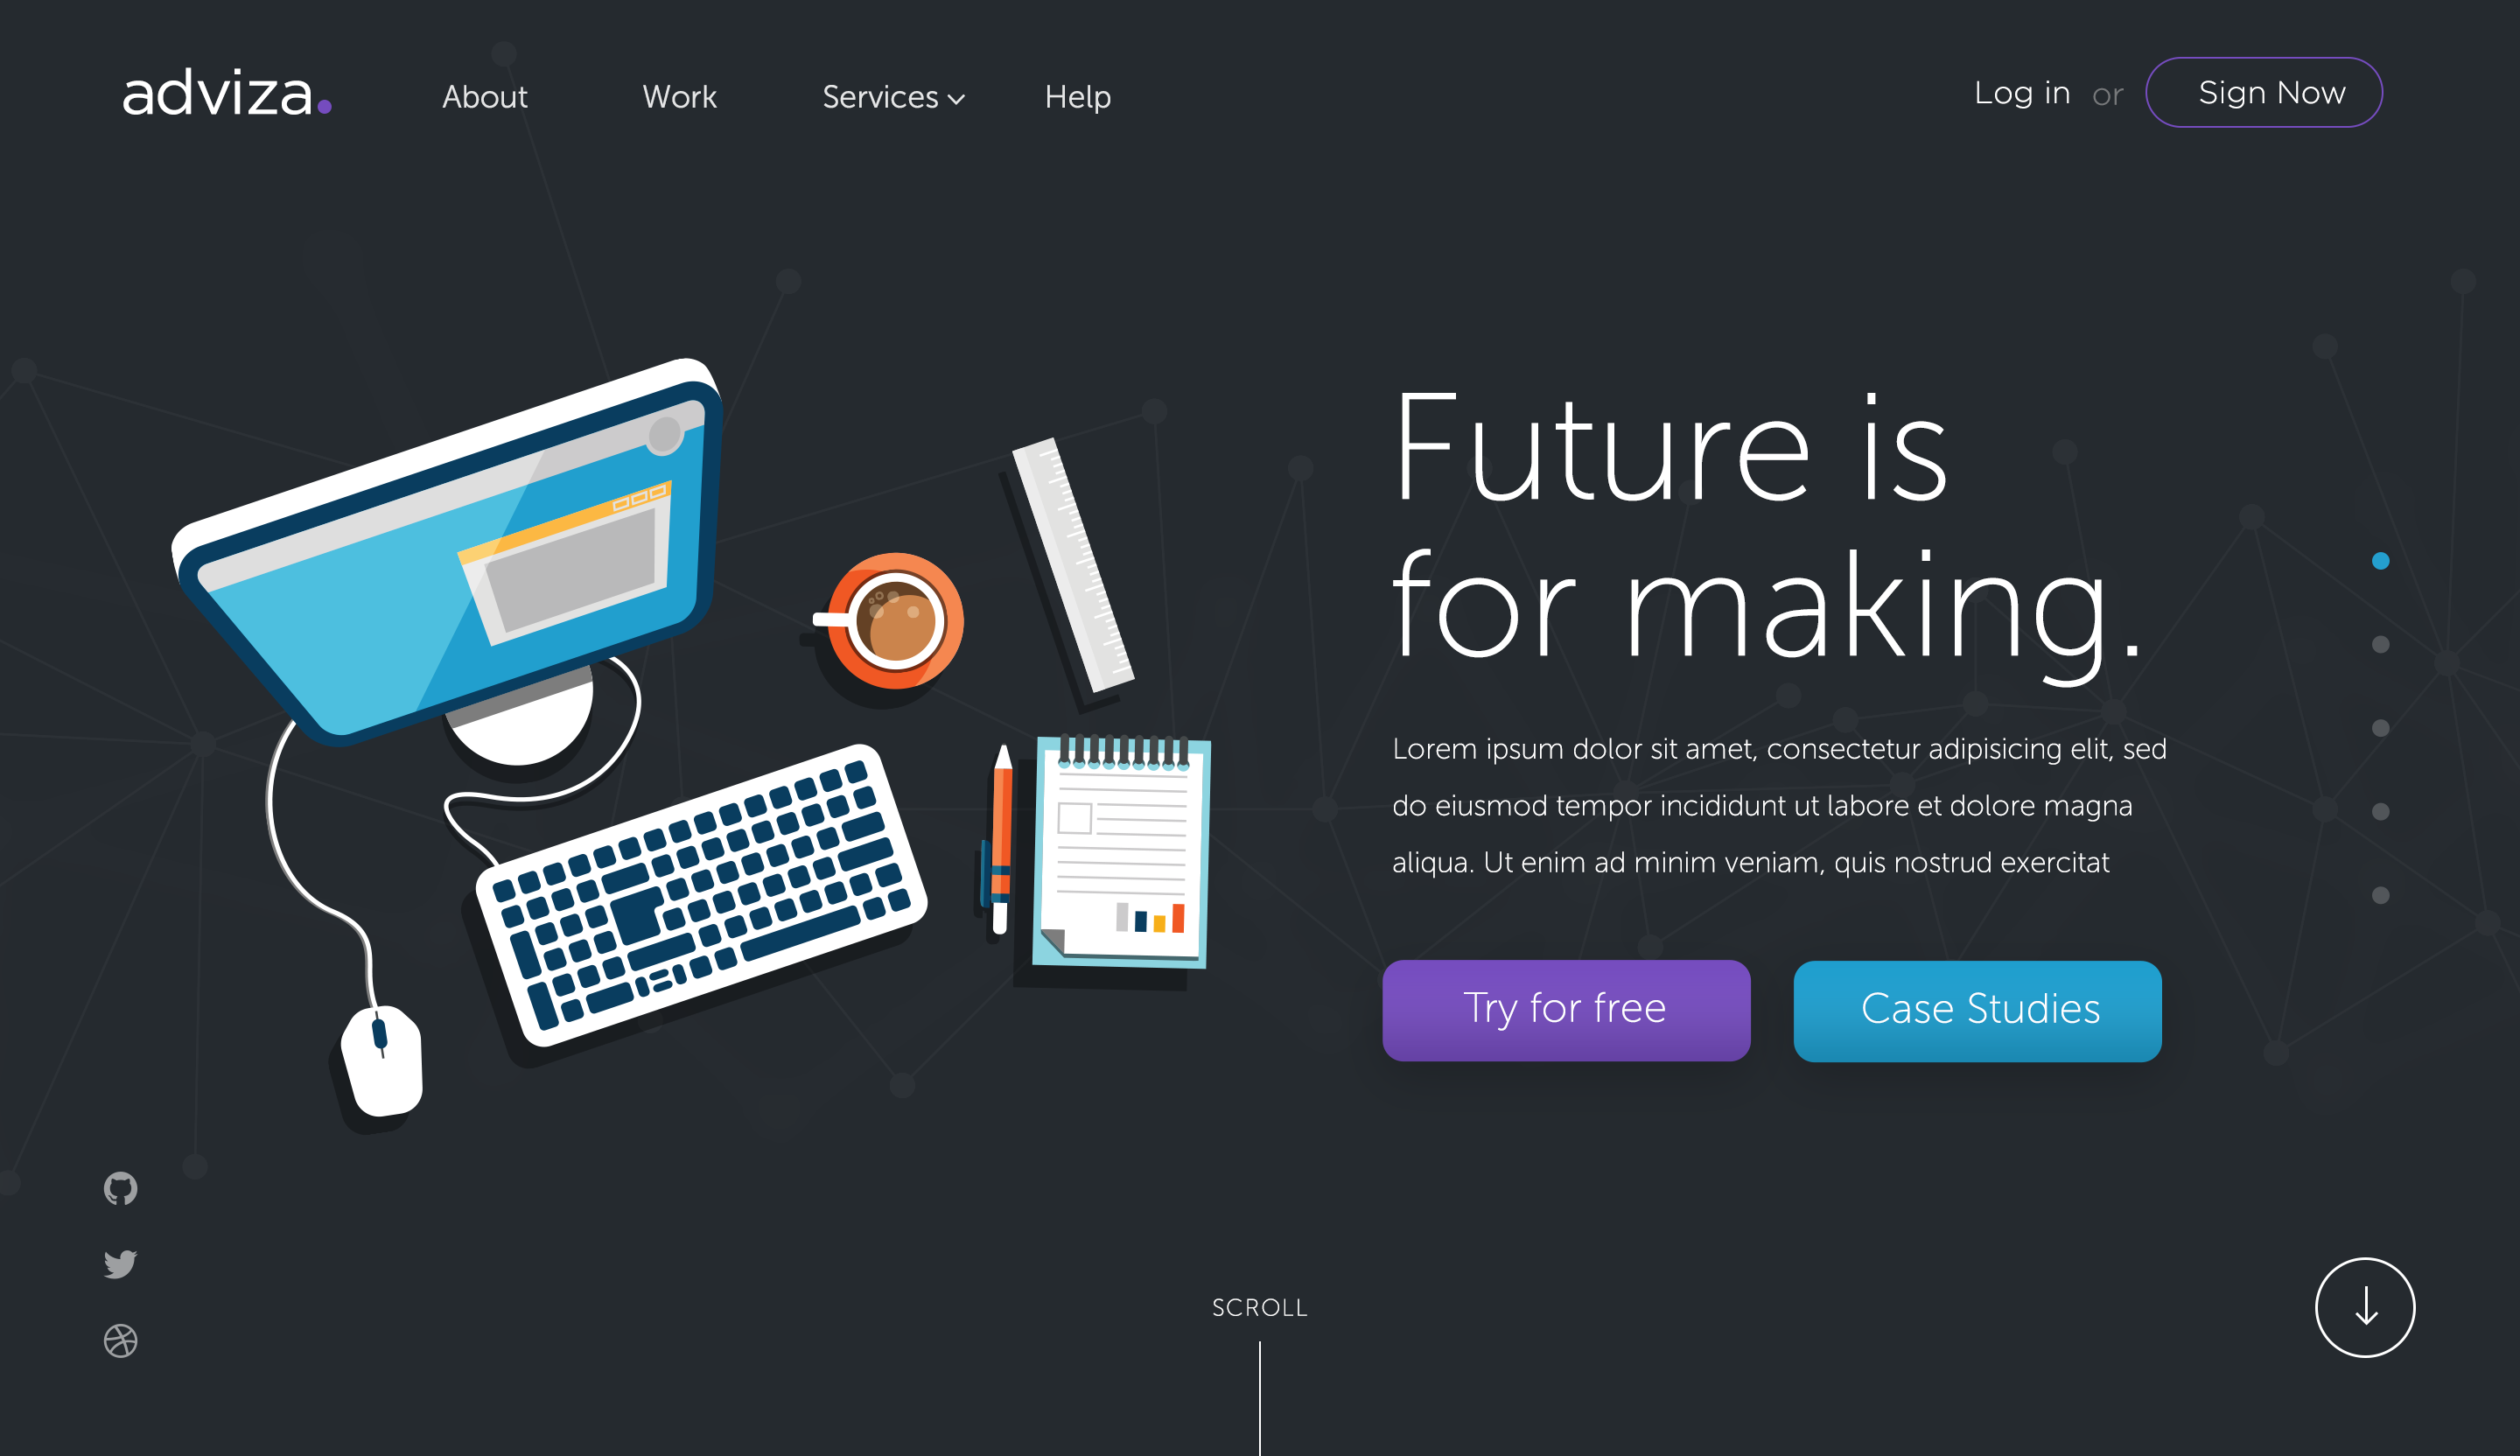 adviza.
About Work Services Help
Log in or Sign Now
Future is
for making.
Lorem ipsum dolor sit amet, consectetur adipisicing elit, sed
do eiusmod tempor incididunt ut labore et dolore magna
aliqua. Ut enim ad minim veniam, quis nostrud exercitat
Try for free
Case Studies
SCROLL